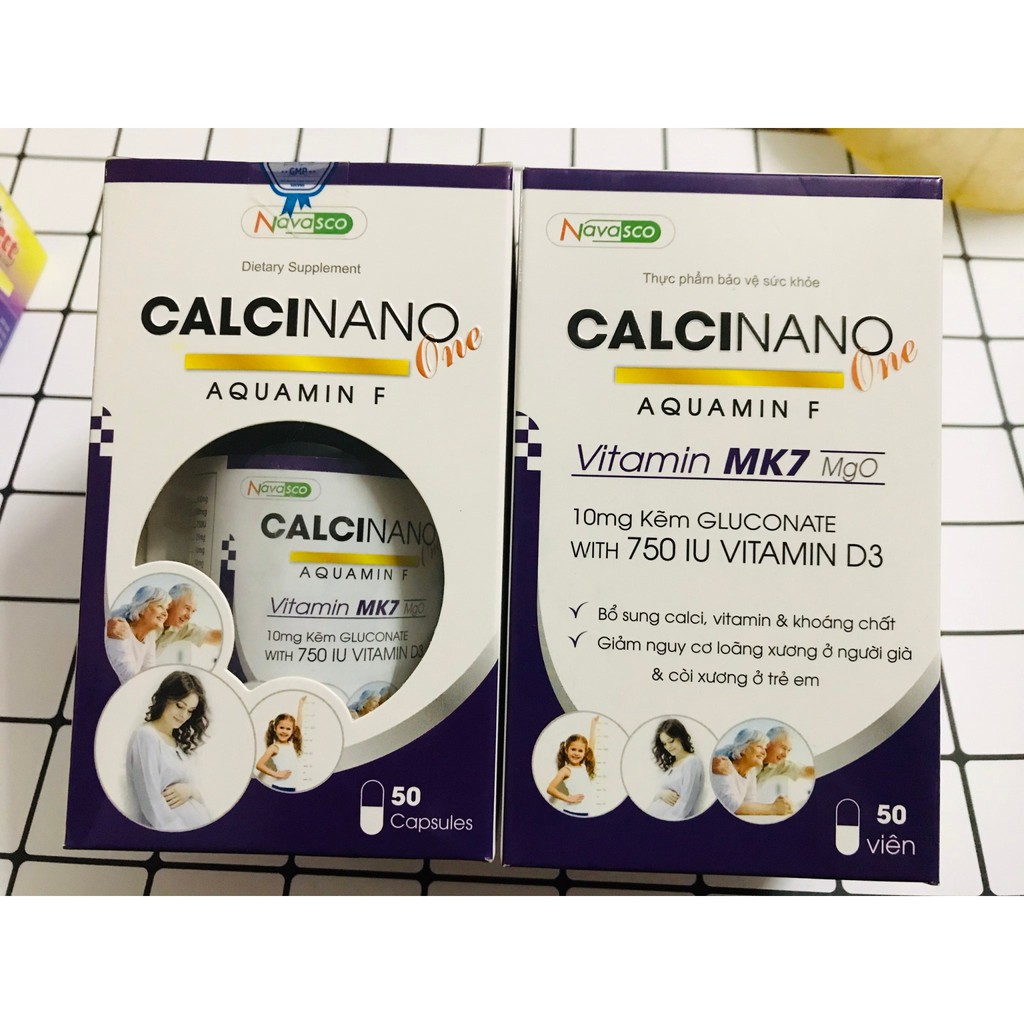 GMP
Navasco
Dietary Supplement
CALCINANO
One
AQUAMIN F
Navasco
CALCINANO
AQUAMIN F
Vitamin MK7 MgO
10mg Kẽm GLUCONATE
WITH 750 IU VITAMIN D3
50
Capsules
Navasco
Thực phẩm bảo vệ sức khỏe
CALCINANO
One
AQUAMIN F
Vitamin MK7 MgO
10mg Kẽm GLUCONATE
WITH 750 IU VITAMIN D3
Bổ sung calci, vitamin & khoáng chất
Giảm nguy cơ loãng xương ở người già
& còi xương ở trẻ em
50
viên